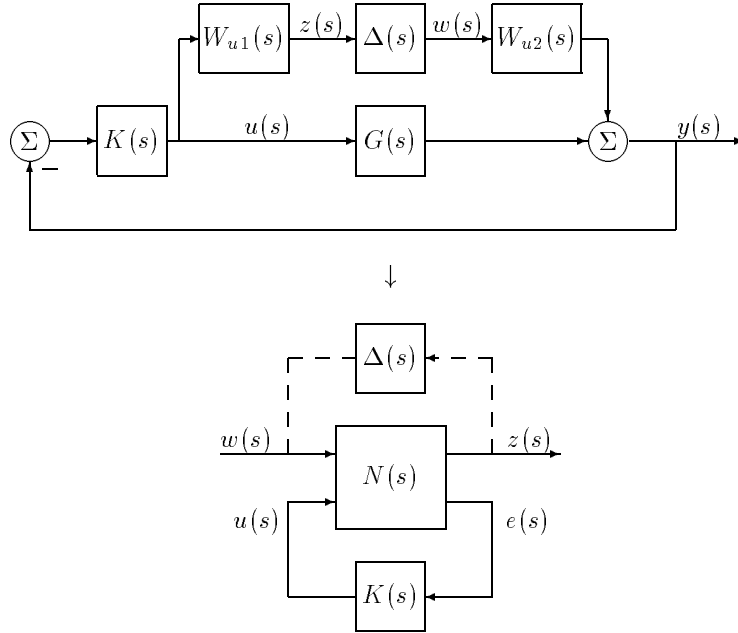 W_{u1}(s) z(s) Δ(s) w(s) W_{u2}(s)
Σ K(s) u(s) G(s) Σ y(s)
−
↓
Δ(s)
w(s) z(s)
N(s)
u(s) e(s)
K(s)